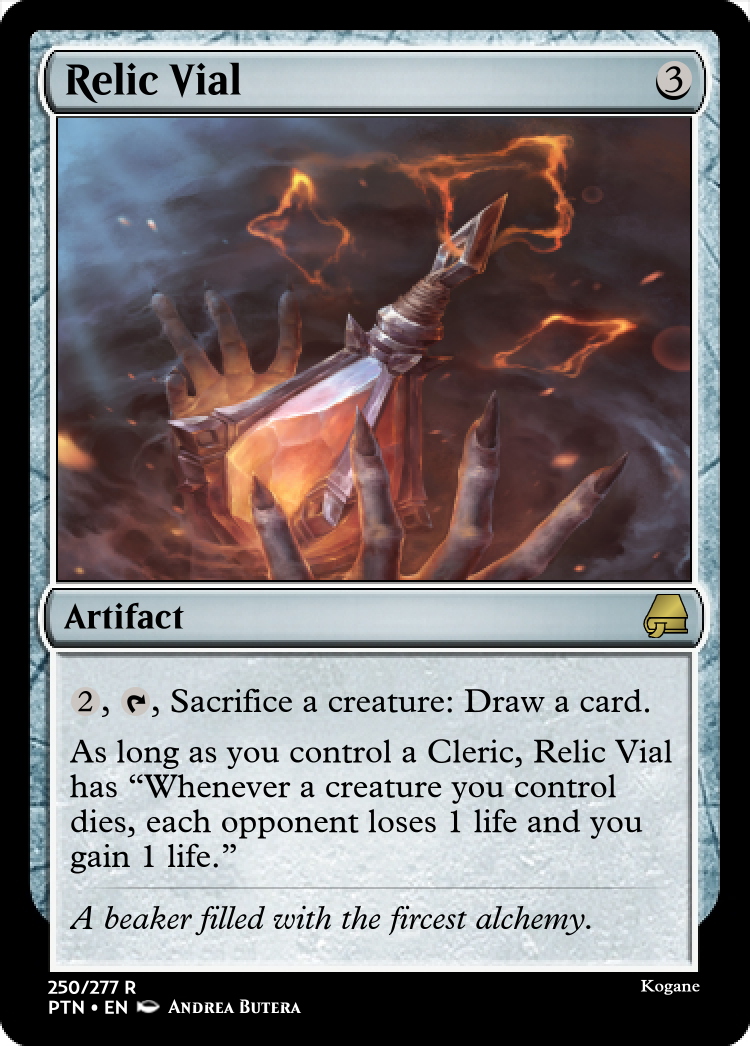 Relic Vial
3
Artifact
2, , Sacrifice a creature: Draw a card.
As long as you control a Cleric, Relic Vial
has “Whenever a creature you control
dies, each opponent loses 1 life and you
gain 1 life.”
A beaker filled with the fircest alchemy.
250/277 R
Kogane
PTN • EN ANDREA BUTERA